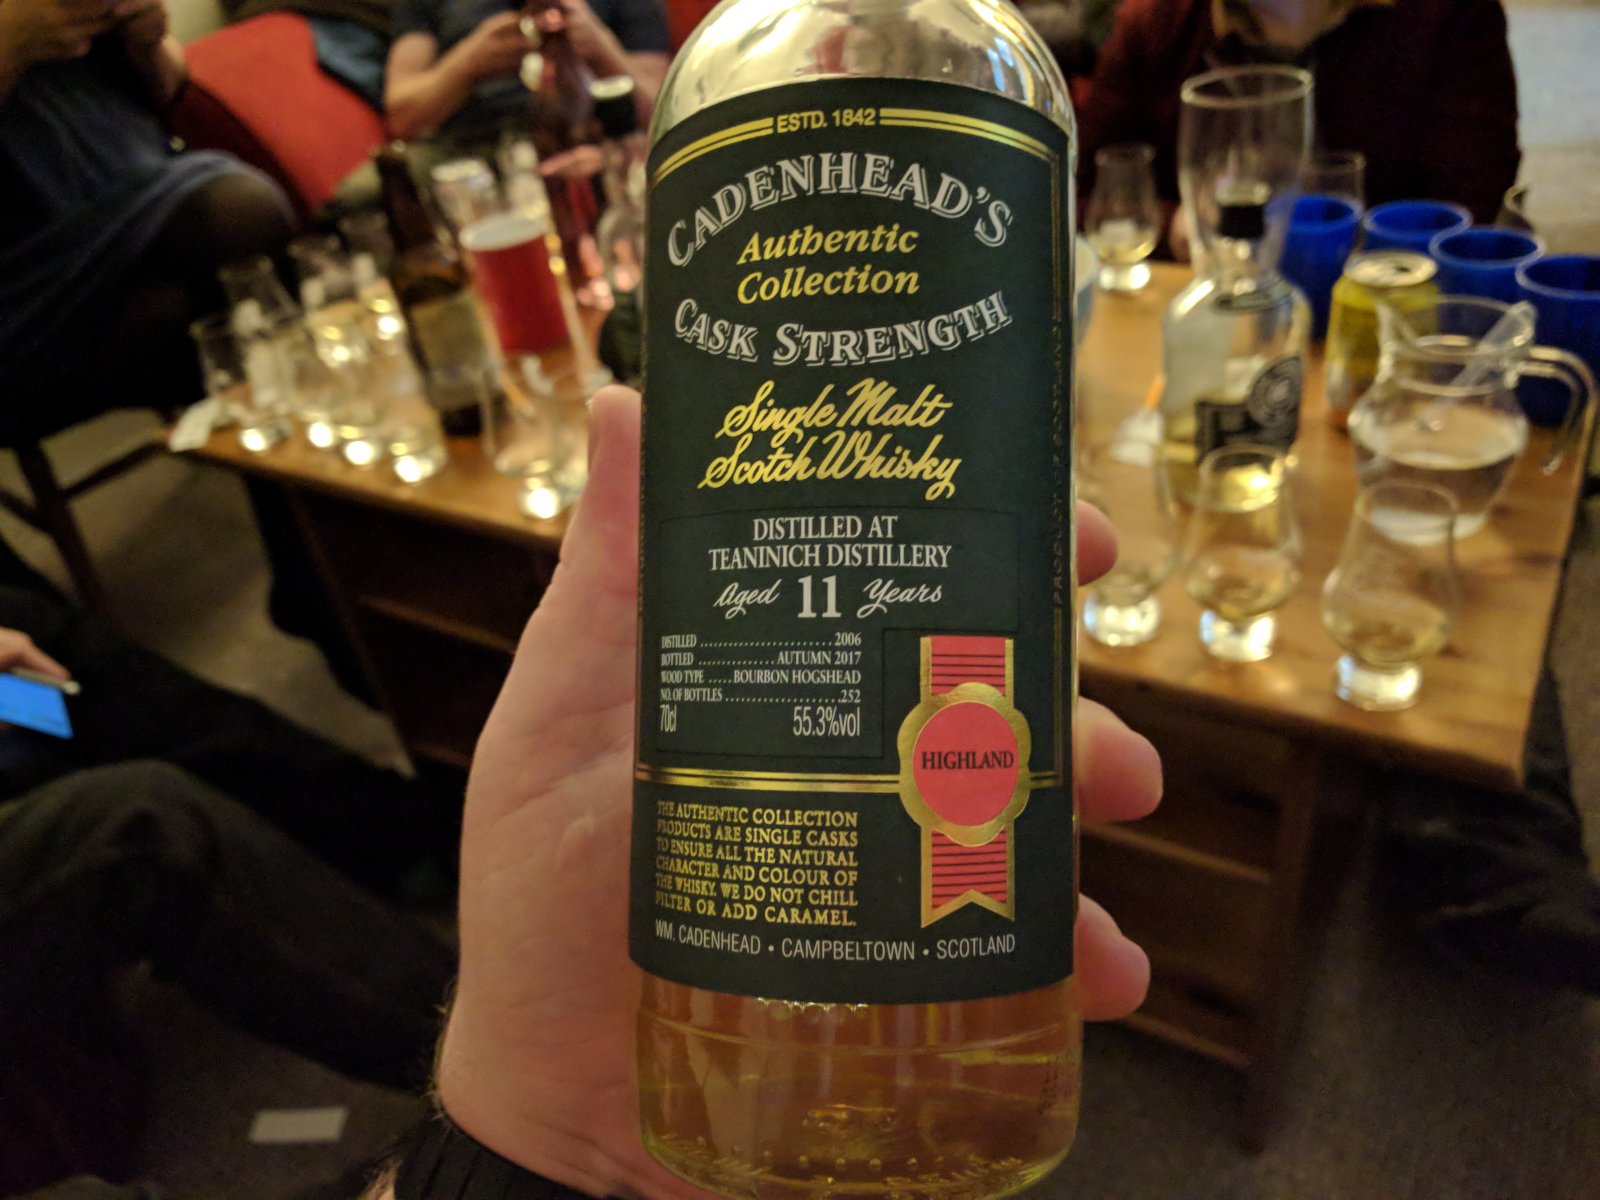 ESTD. 1842
CADENHEAD'S
Authentic
Collection
CASK STRENGTH
Single Malt
Scotch Whisky
DISTILLED AT
TEANINICH DISTILLERY
Aged 11 Years
DISTILLED ............................ 2006
BOTTLED ............... AUTUMN 2017
WOOD TYPE ..... BOURBON HOGSHEAD
NO. OF BOTTLES ........................ 252
70cl 55.3%vol
HIGHLAND
THE AUTHENTIC COLLECTION
PRODUCTS ARE SINGLE CASKS
TO ENSURE ALL THE NATURAL
CHARACTER AND COLOUR OF
THE WHISKY. WE DO NOT CHILL
FILTER OR ADD CARAMEL.
WM. CADENHEAD • CAMPBELTOWN • SCOTLAND
PRODUCT OF SCOTLAND